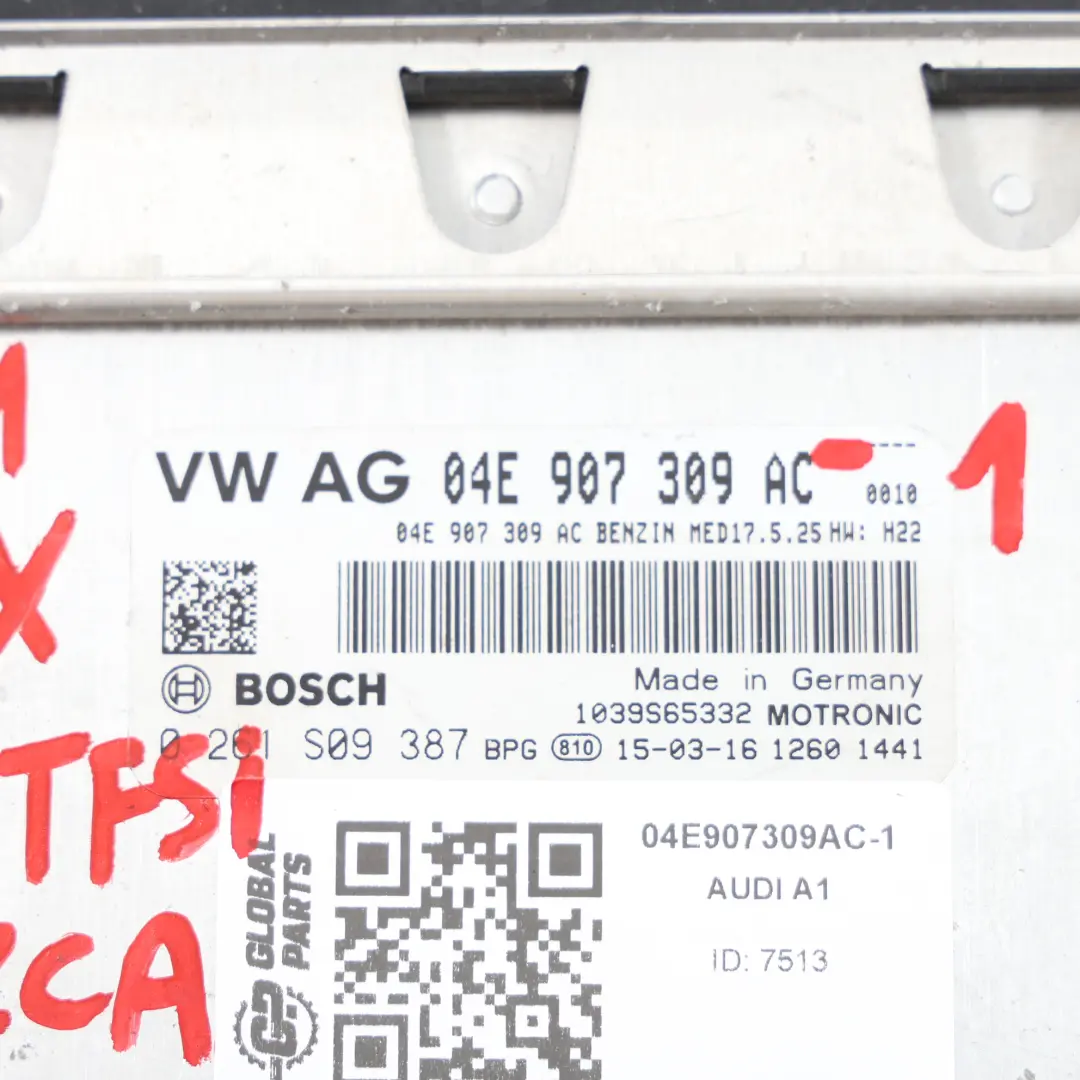 1
X
TFSi
CA
VW AG 04E 907 309 AC - 1
----
0010
04E 907 309 AC BENZIN MED17.5.25 HW: H22
BOSCH
Made in Germany
1039S65332 MOTRONIC
0 261 S09 387 BPG 810 15-03-16 1260 1441
GLOBAL
PARTS
04E907309AC-1
AUDI A1
ID: 7513